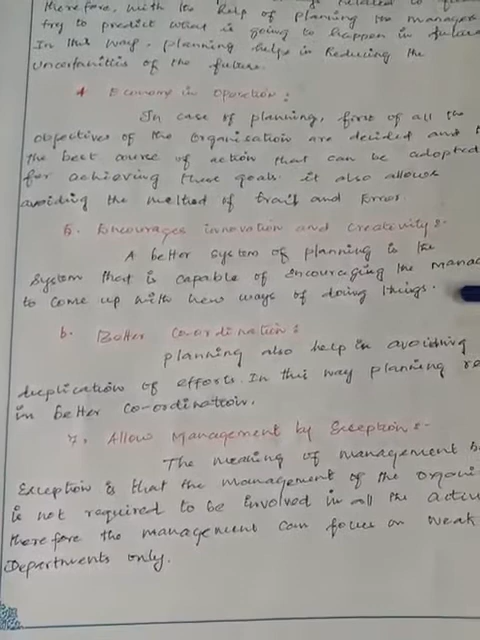 therefore, with the help of planning the manager
try to predict what is going to happen in future
In this way, planning helps in Reducing the
Uncertanitis of the future.
4 Economy in Operction :
In case of planning, first of all the
objectives of the Organisation are decided and
the best course of action that can be adopted
for achieving these goals. it also allows
avoiding the method of trail and Error.
5. Encourages innovation and Creativity :-
A better system of planning is the
System that is capable of encouraging the Manag
to come up with new ways of doing things.
6. Better Co-ordination :
planning also help in avoiding
duplication of efforts. In this way planning re
in better co-ordination.
7. Allow Management by Exception :-
The meaning of management b
Exception is that the management of the Organi
is not required to be involved in all the activ
therefore the management can focus on weak
Departments only.